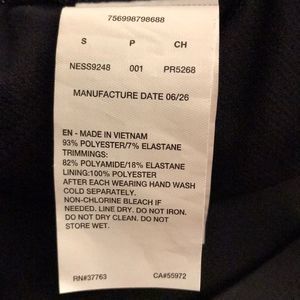 756998798688
S P CH
NESS9248 001 PR5268
MANUFACTURE DATE 06/26
EN - MADE IN VIETNAM
93% POLYESTER/7% ELASTANE
TRIMMINGS:
82% POLYAMIDE/18% ELASTANE
LINING:100% POLYESTER
AFTER EACH WEARING HAND WASH
COLD SEPARATELY.
NON-CHLORINE BLEACH IF
NEEDED. LINE DRY. DO NOT IRON.
DO NOT DRY CLEAN. DO NOT
STORE WET.
RN#37763 CA#55972